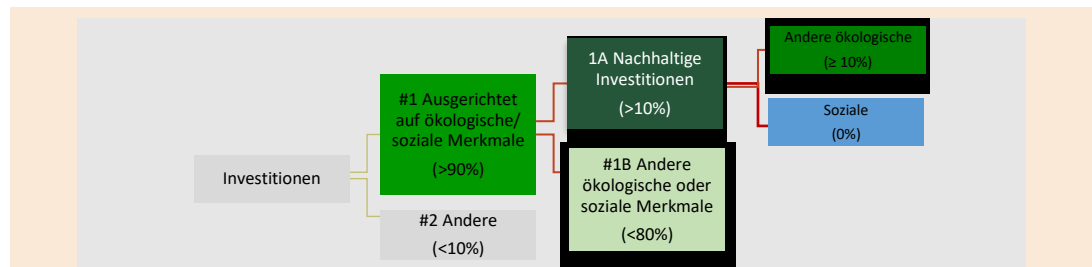 Investitionen
#1 Ausgerichtet
auf ökologische/
soziale Merkmale
(>90%)
#2 Andere
(<10%)
1A Nachhaltige
Investitionen
(>10%)
#1B Andere
ökologische oder
soziale Merkmale
(<80%)
Andere ökologische
(≥ 10%)
Soziale
(0%)